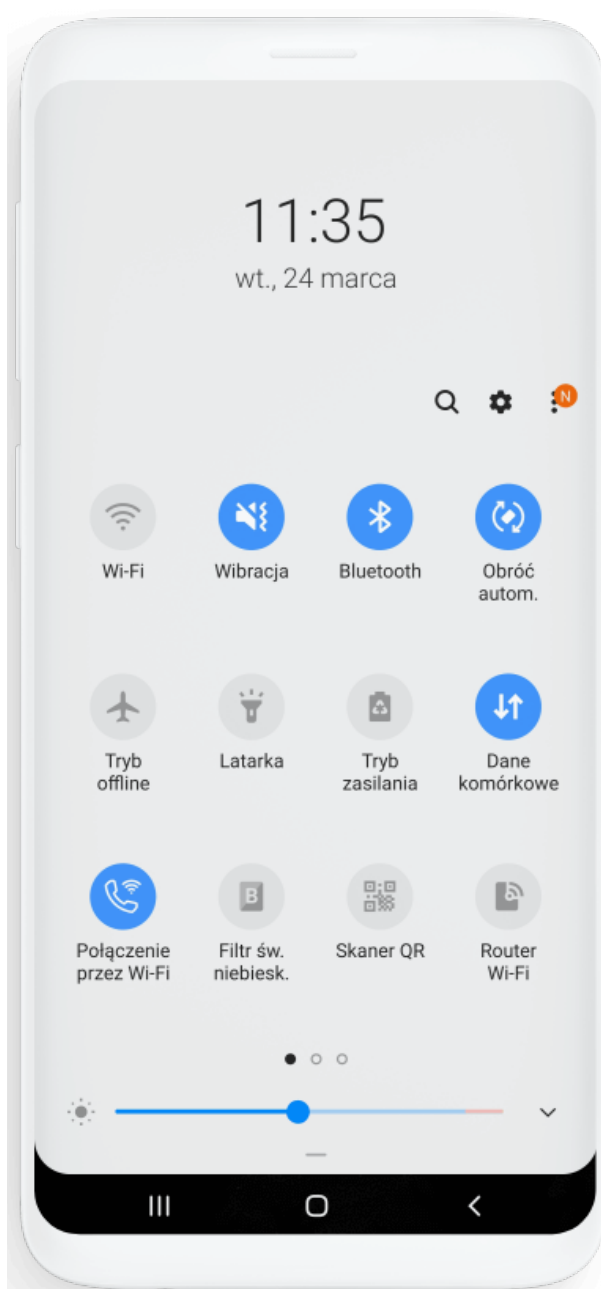 11:35
wt., 24 marca
N
Wi-Fi
Wibracja
Bluetooth
Obróć
autom.
Tryb
offline
Latarka
Tryb
zasilania
Dane
komórkowe
B
Połączenie
przez Wi-Fi
Filtr św.
niebiesk.
Skaner QR
Router
Wi-Fi